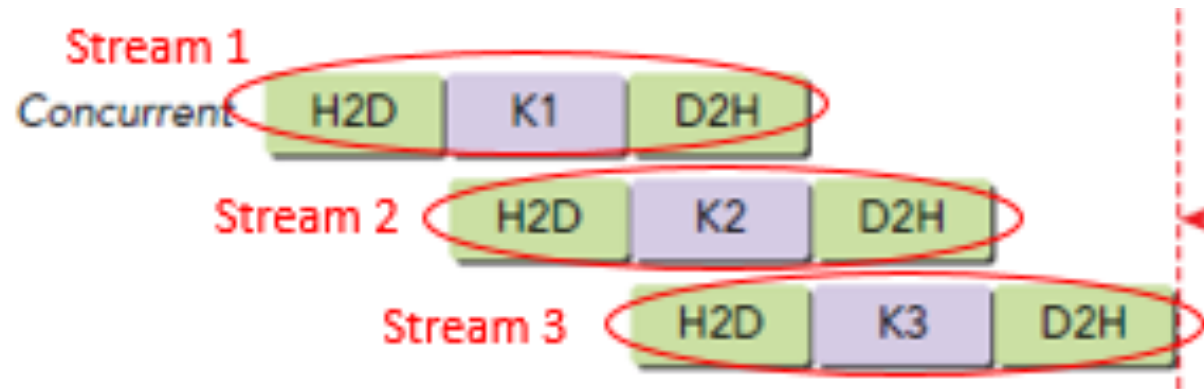 Stream 1
Concurrent H2D K1 D2H
Stream 2 H2D K2 D2H
Stream 3 H2D K3 D2H